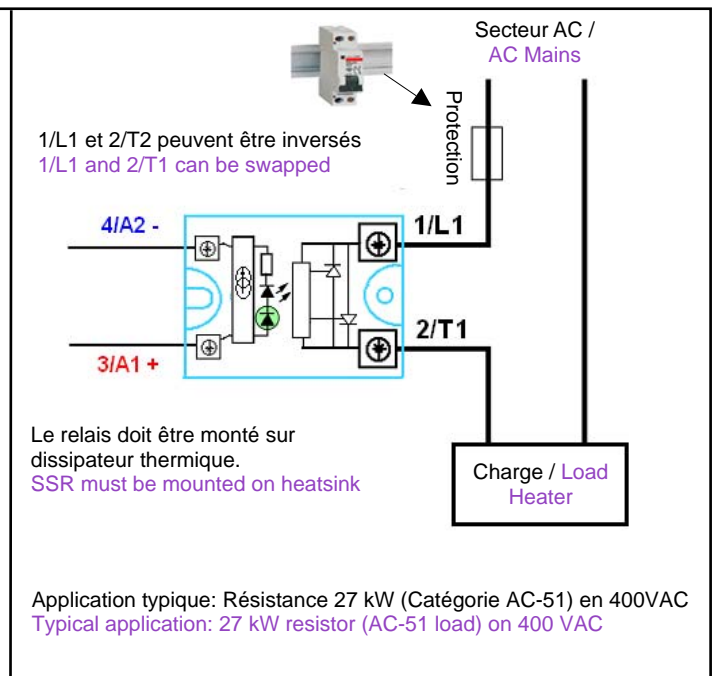 Secteur AC /
AC Mains
Protection
1/L1 et 2/T2 peuvent être inversés
1/L1 and 2/T1 can be swapped
4/A2 -
1/L1
2/T1
3/A1 +
Le relais doit être monté sur
dissipateur thermique.
SSR must be mounted on heatsink
Charge / Load
Heater
Application typique: Résistance 27 kW (Catégorie AC-51) en 400VAC
Typical application: 27 kW resistor (AC-51 load) on 400 VAC